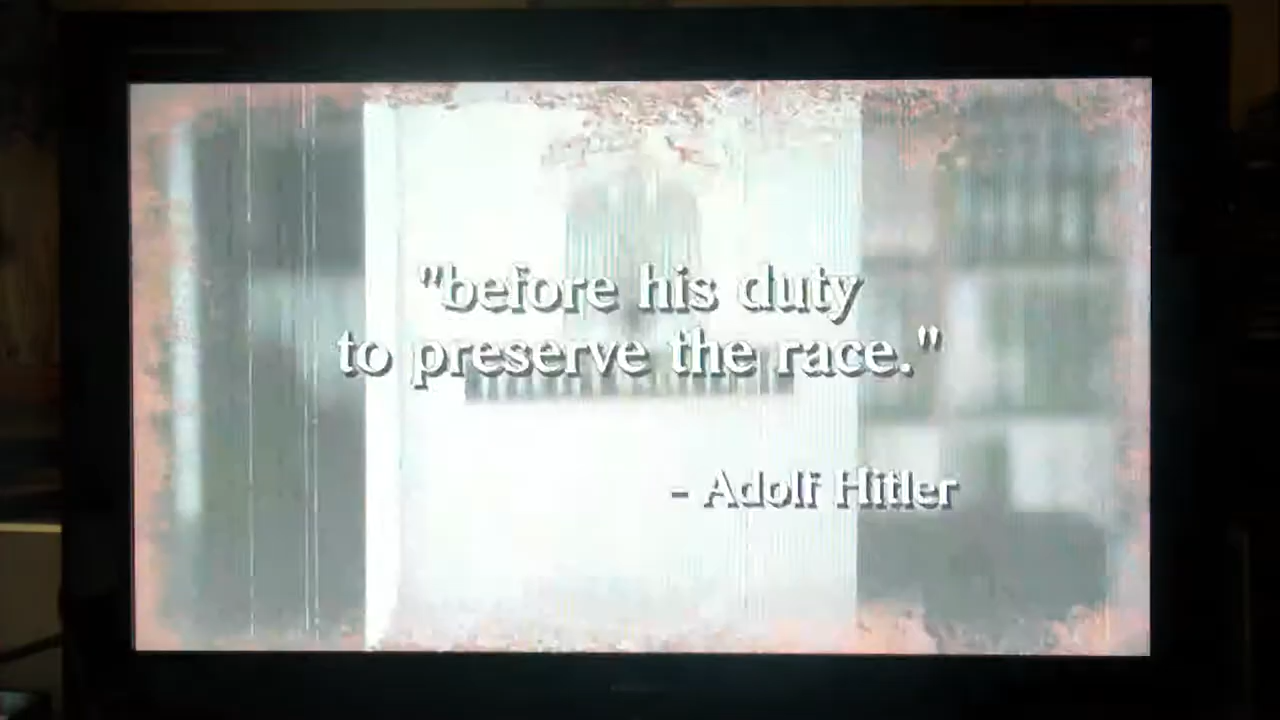 "before his duty
to preserve the race."
- Adolf Hitler